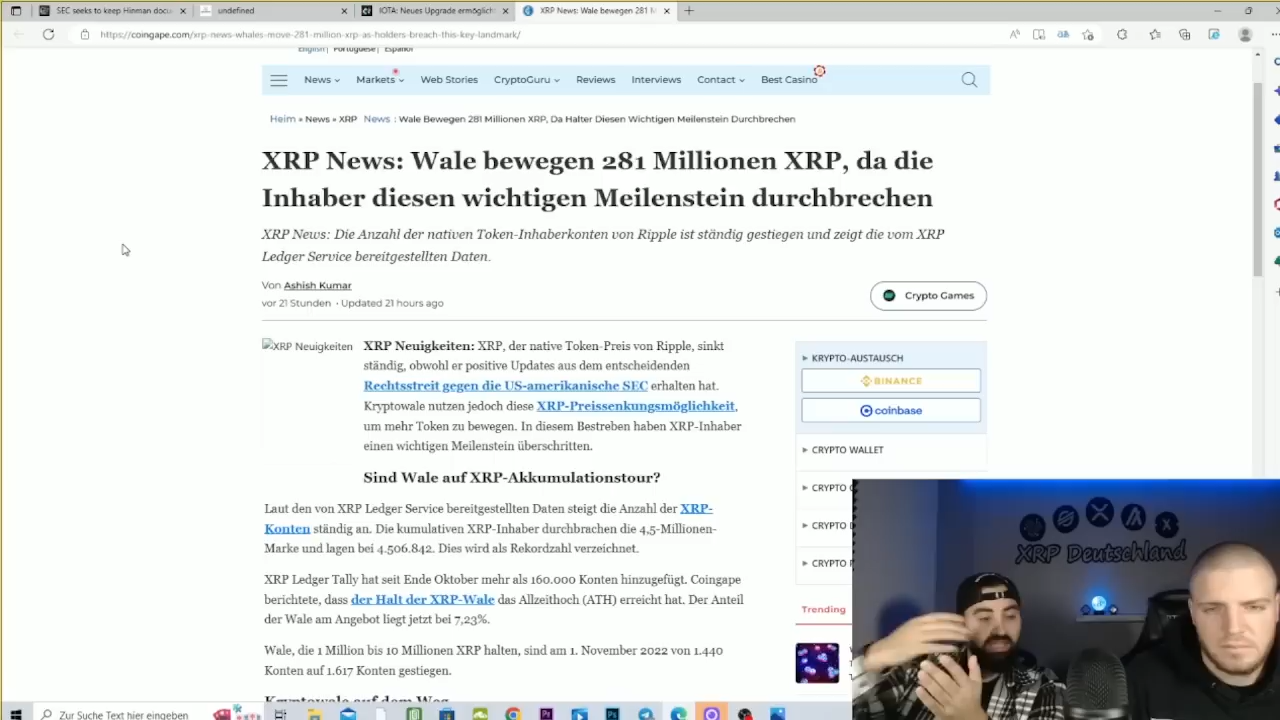 SEC seeks to keep Hinman docu
undefined
IOTA: Neues Upgrade ermöglicht
XRP News: Wale bewegen 281 M
https://coingape.com/xrp-news-whales-move-281-million-xrp-as-holders-breach-this-key-landmark/
English | Portuguese | Español
News
Markets
Web Stories
CryptoGuru
Reviews
Interviews
Contact
Best Casino
Heim » News » XRP News : Wale Bewegen 281 Millionen XRP, Da Halter Diesen Wichtigen Meilenstein Durchbrechen
XRP News: Wale bewegen 281 Millionen XRP, da die
Inhaber diesen wichtigen Meilenstein durchbrechen
XRP News: Die Anzahl der nativen Token-Inhaberkonten von Ripple ist ständig gestiegen und zeigt die vom XRP
Ledger Service bereitgestellten Daten.
Von Ashish Kumar
vor 21 Stunden · Updated 21 hours ago
Crypto Games
XRP Neuigkeiten
XRP Neuigkeiten: XRP, der native Token-Preis von Ripple, sinkt
ständig, obwohl er positive Updates aus dem entscheidenden
Rechtsstreit gegen die US-amerikanische SEC erhalten hat.
Kryptowale nutzen jedoch diese XRP-Preissenkungsmöglichkeit,
um mehr Token zu bewegen. In diesem Bestreben haben XRP-Inhaber
einen wichtigen Meilenstein überschritten.
Sind Wale auf XRP-Akkumulationstour?
Laut den von XRP Ledger Service bereitgestellten Daten steigt die Anzahl der XRP-
Konten ständig an. Die kumulativen XRP-Inhaber durchbrachen die 4,5-Millionen-
Marke und lagen bei 4.506.842. Dies wird als Rekordzahl verzeichnet.
XRP Ledger Tally hat seit Ende Oktober mehr als 160.000 Konten hinzugefügt. Coingape
berichtete, dass der Halt der XRP-Wale das Allzeithoch (ATH) erreicht hat. Der Anteil
der Wale am Angebot liegt jetzt bei 7,23%.
Wale, die 1 Million bis 10 Millionen XRP halten, sind am 1. November 2022 von 1.440
Konten auf 1.617 Konten gestiegen.
Kryptowale auf dem Weg
KRYPTO-AUSTAUSCH
BINANCE
coinbase
CRYPTO WALLET
CRYPTO
CRYPTO
CRYPTO
Trending
XRP Deutschland
Zur Suche Text hier eingeben